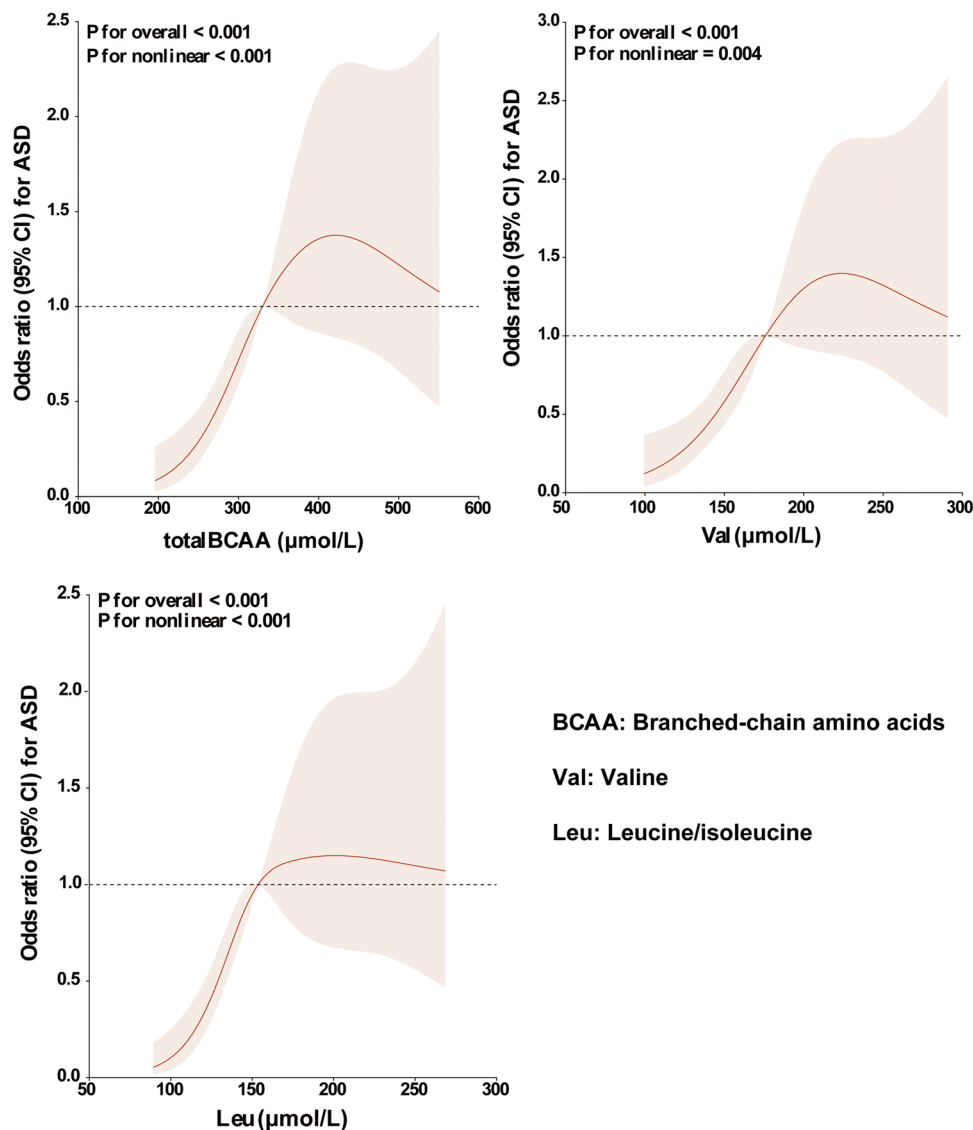 P for overall < 0.001
P for nonlinear < 0.001
Odds ratio (95% CI) for ASD
2.5
2.0
1.5
1.0
0.5
0.0
100 200 300 400 500 600
totalBCAA (μmol/L)
P for overall < 0.001
P for nonlinear = 0.004
Odds ratio (95% CI) for ASD
3.0
2.5
2.0
1.5
1.0
0.5
0.0
50 100 150 200 250 300
Val (μmol/L)
P for overall < 0.001
P for nonlinear < 0.001
Odds ratio (95% CI) for ASD
2.5
2.0
1.5
1.0
0.5
0.0
50 100 150 200 250 300
Leu (μmol/L)
BCAA: Branched-chain amino acids
Val: Valine
Leu: Leucine/isoleucine